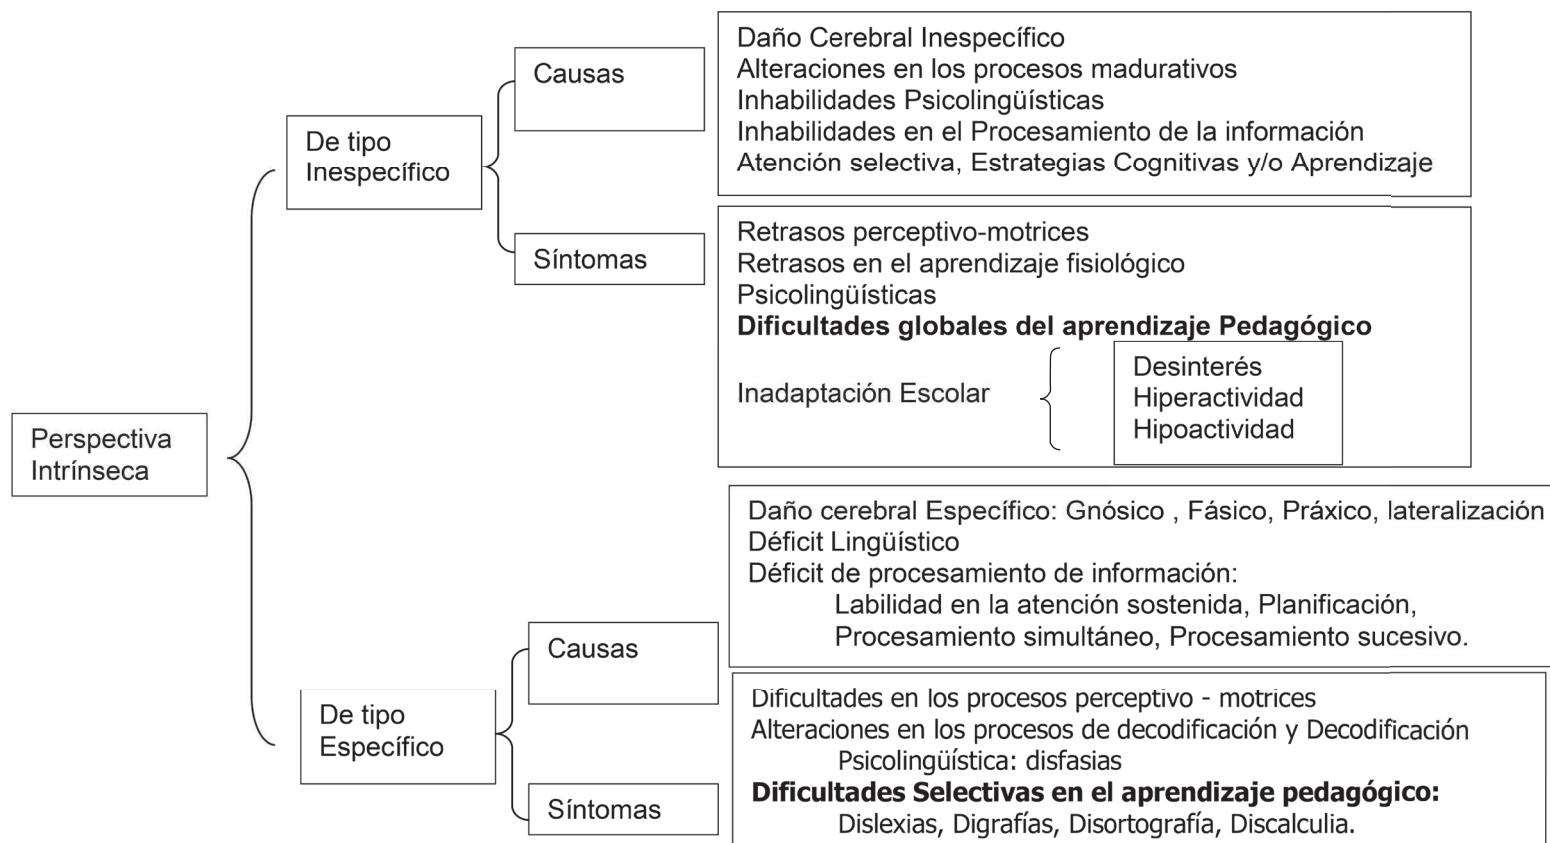 Perspectiva
Intrínseca
De tipo
Inespecífico
Causas
Daño Cerebral Inespecífico
Alteraciones en los procesos madurativos
Inhabilidades Psicolingüísticas
Inhabilidades en el Procesamiento de la información
Atención selectiva, Estrategias Cognitivas y/o Aprendizaje
Síntomas
Retrasos perceptivo-motrices
Retrasos en el aprendizaje fisiológico
Psicolingüísticas
Dificultades globales del aprendizaje Pedagógico
Inadaptación Escolar
Desinterés
Hiperactividad
Hipoactividad
De tipo
Específico
Causas
Daño cerebral Específico: Gnósico , Fásico, Práxico, lateralización
Déficit Lingüístico
Déficit de procesamiento de información:
Labilidad en la atención sostenida, Planificación,
Procesamiento simultáneo, Procesamiento sucesivo.
Síntomas
Dificultades en los procesos perceptivo - motrices
Alteraciones en los procesos de decodificación y Decodificación
Psicolingüística: disfasias
Dificultades Selectivas en el aprendizaje pedagógico:
Dislexias, Digrafías, Disortografía, Discalculia.